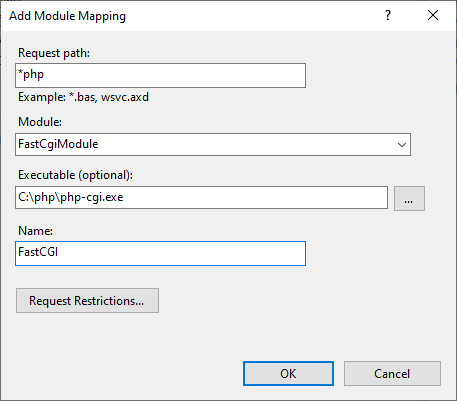 Add Module Mapping
?
Request path:
*php
Example: *.bas, wsvc.axd
Module:
FastCgiModule
Executable (optional):
C:\php\php-cgi.exe
...
Name:
FastCGI
Request Restrictions...
OK Cancel